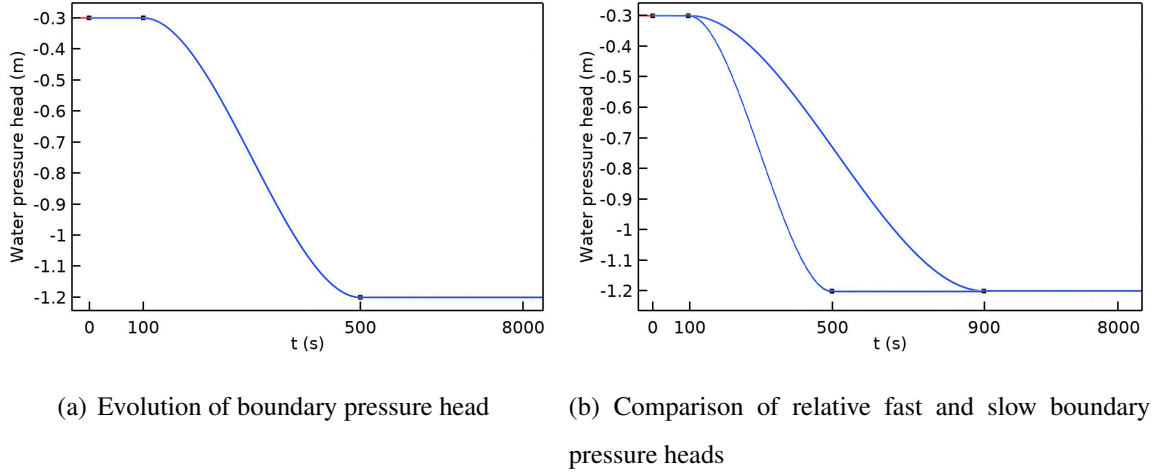 -0.3
-0.4
-0.5
-0.6
-0.7
-0.8
-0.9
-1
-1.1
-1.2
Water pressure head (m)
0 100 500 8000
t (s)
(a) Evolution of boundary pressure head
-0.3
-0.4
-0.5
-0.6
-0.7
-0.8
-0.9
-1
-1.1
-1.2
Water pressure head (m)
0 100 500 900 8000
t (s)
(b) Comparison of relative fast and slow boundary
pressure heads